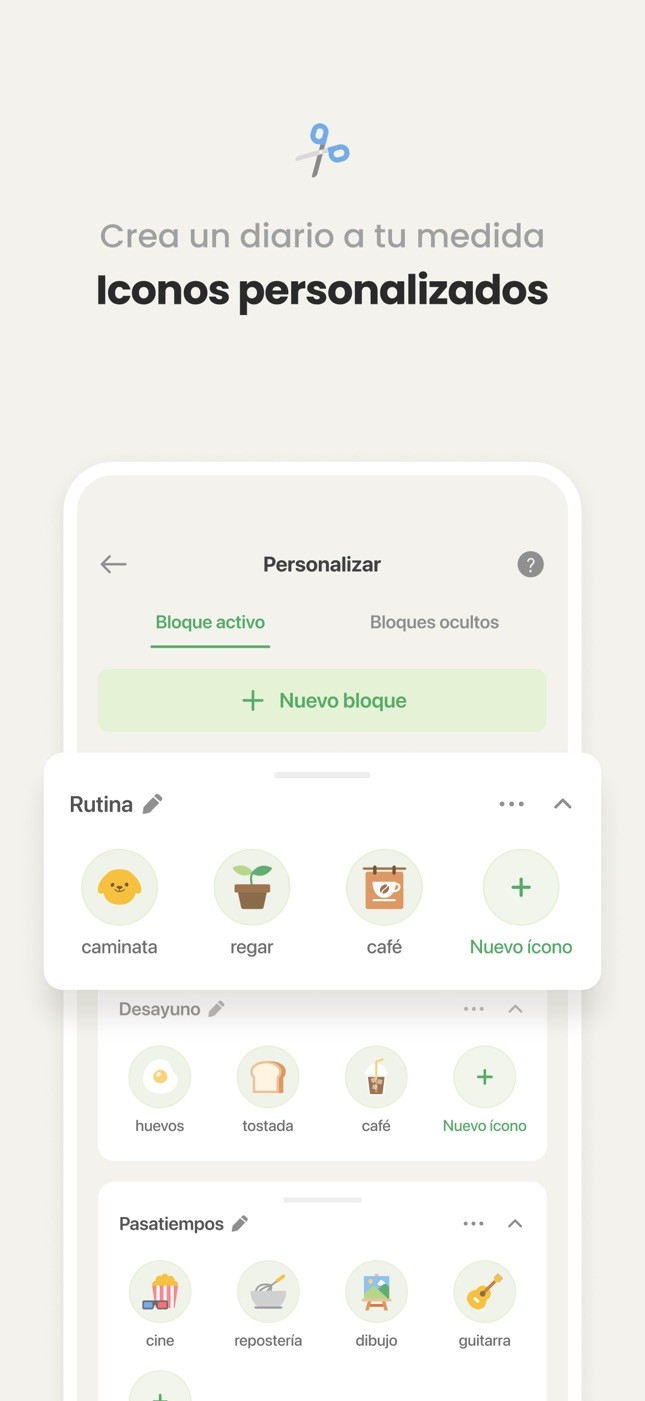 Crea un diario a tu medida
Iconos personalizados
Personalizar
?
Bloque activo
Bloques ocultos
+ Nuevo bloque
Rutina
caminata
regar
café
Nuevo ícono
Desayuno
huevos
tostada
café
Nuevo ícono
Pasatiempos
cine
repostería
dibujo
guitarra